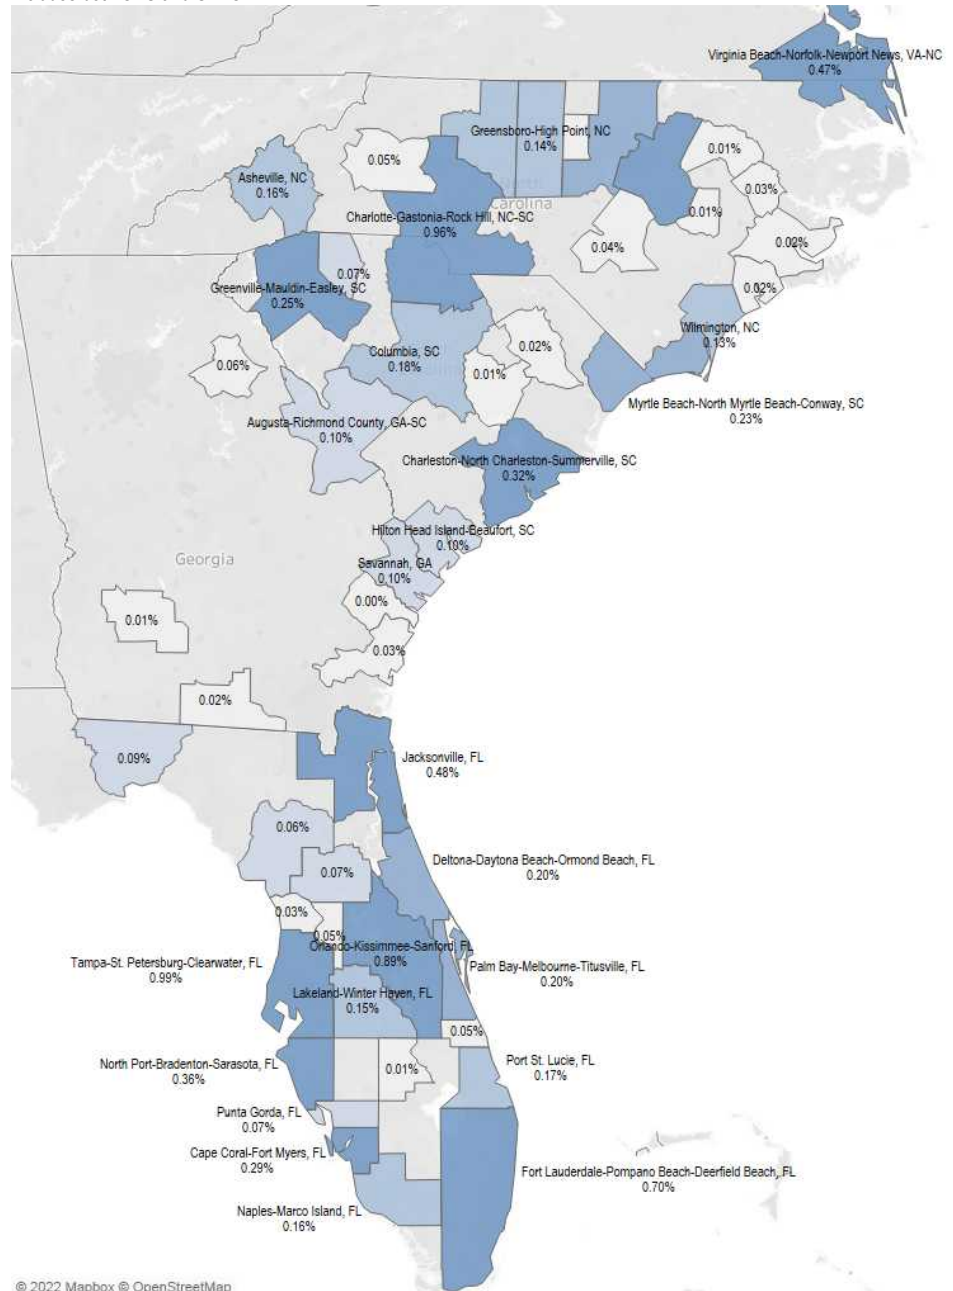 Virginia Beach-Norfolk-Newport News, VA-NC
0.47%
Greensboro-High Point, NC
0.14%
0.01%
0.05%
Asheville, NC
0.16%
0.03%
Carolina
0.01%
Charlotte-Gastonia-Rock Hill, NC-SC
0.96%
0.04%
0.02%
0.07%
Greenville-Mauldin-Easley, SC
0.25%
0.02%
Wilmington, NC
0.13%
Columbia, SC
0.18%
0.02%
0.06%
0.01%
Myrtle Beach-North Myrtle Beach-Conway, SC
0.23%
Augusta-Richmond County, GA-SC
0.10%
Charleston-North Charleston-Summerville, SC
0.32%
Hilton Head Island-Beaufort, SC
0.10%
Georgia
Savannah, GA
0.10%
0.00%
0.01%
0.03%
0.02%
0.09%
Jacksonville, FL
0.48%
0.06%
Deltona-Daytona Beach-Ormond Beach, FL
0.20%
0.07%
0.03%
0.05%
Orlando-Kissimmee-Sanford, FL
0.89%
Tampa-St. Petersburg-Clearwater, FL
0.99%
Palm Bay-Melbourne-Titusville, FL
0.20%
Lakeland-Winter Haven, FL
0.15%
0.05%
North Port-Bradenton-Sarasota, FL
0.36%
0.01%
Port St. Lucie, FL
0.17%
Punta Gorda, FL
0.07%
Cape Coral-Fort Myers, FL
0.29%
Fort Lauderdale-Pompano Beach-Deerfield Beach, FL
0.70%
Naples-Marco Island, FL
0.16%
© 2022 Mapbox © OpenStreetMap